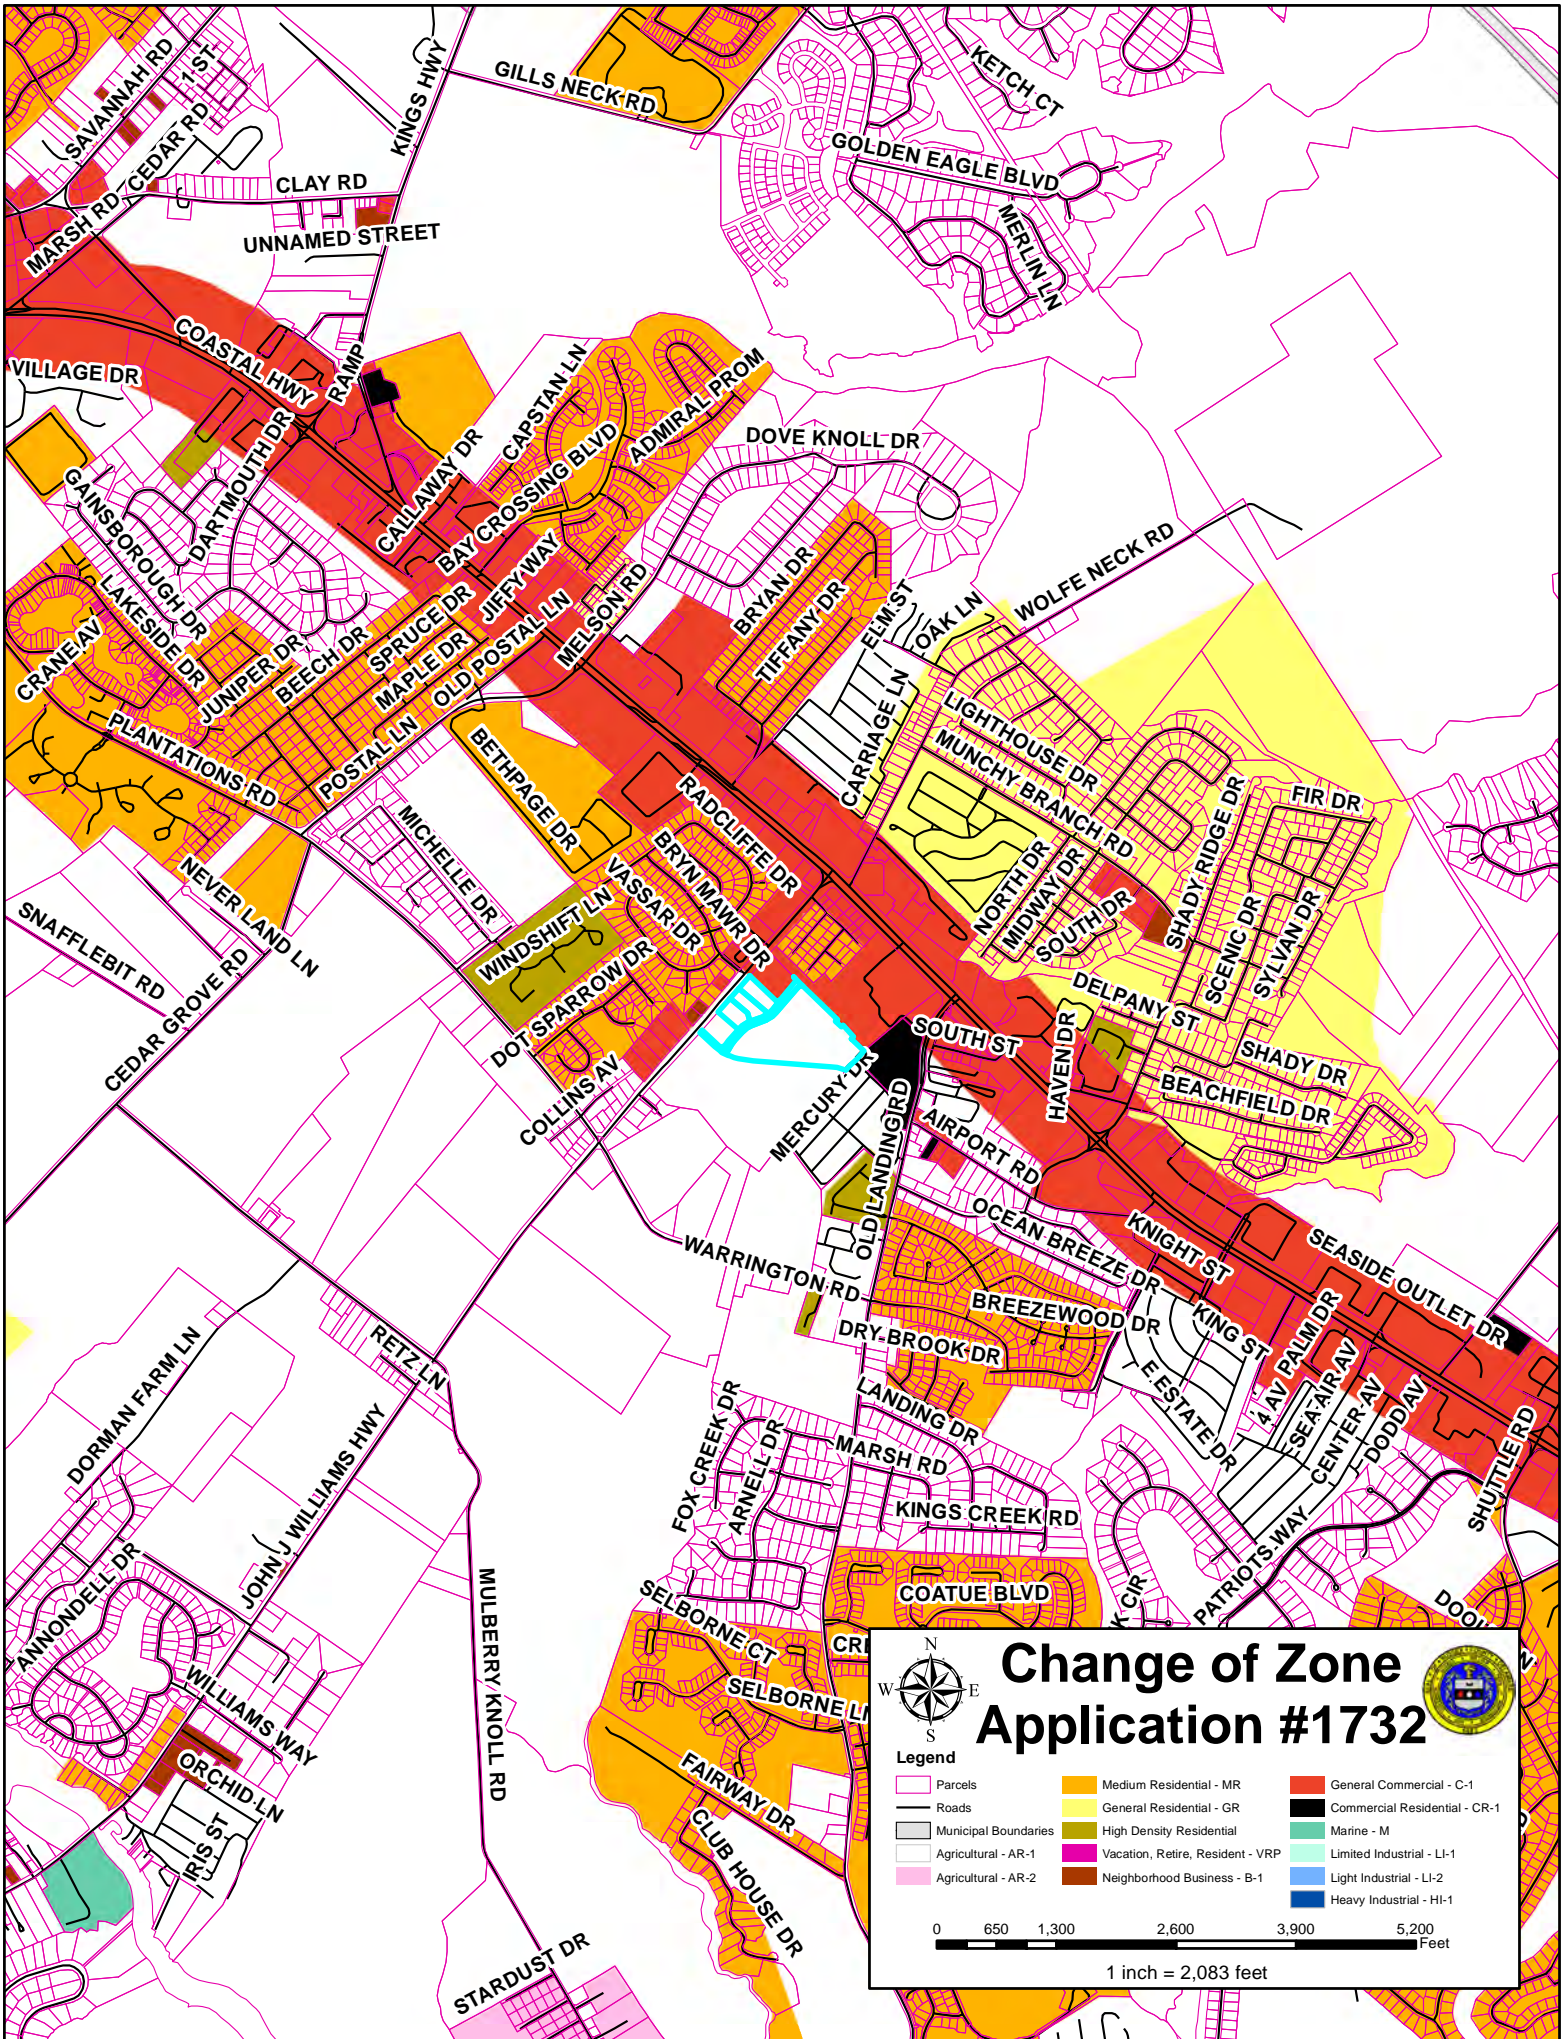 SAVANNAH RD
1 ST
KINGS HWY
GILLS NECK RD
KETCH CT
CEDAR RD
GOLDEN EAGLE BLVD
CLAY RD
MARSH RD
UNNAMED STREET
MERLIN LN
COASTAL HWY
RAMP
VILLAGE DR
CAPSTAN LN
ADMIRAL PROM
CALLAWAY DR
BAY CROSSING BLVD
DOVE KNOLL DR
GAINSBOROUGH DR
DARTMOUTH DR
JIFFY WAY
WOLFE NECK RD
LAKESIDE DR
SPRUCE DR
MELSON RD
BRYAN DR
TIFFANY DR
ELM ST
OAK LN
CRANE AV
JUNIPER DR
BEECH DR
MAPLE DR
OLD POSTAL LN
CARRIAGE LN
LIGHTHOUSE DR
PLANTATIONS RD
POSTAL LN
BETHPAGE DR
MUNCHY BRANCH RD
RADCLIFFE DR
FIR DR
MICHELLE DR
BRYN MAWR DR
SHADY RIDGE DR
NEVER LAND LN
VASSAR DR
NORTH DR
MIDWAY DR
SOUTH DR
SNAFFLEBIT RD
WINDSHIFT LN
SCENIC DR
SYLVAN DR
CEDAR GROVE RD
DOT SPARROW DR
DELPANY ST
SOUTH ST
HAVEN DR
SHADY DR
COLLINS AV
MERCURY DR
BEACHFIELD DR
OLD LANDING RD
AIRPORT RD
OCEAN BREEZE DR
KNIGHT ST
WARRINGTON RD
SEASIDE OUTLET DR
BREEZEWOOD DR
KING ST
4 AV
PALM DR
DRY BROOK DR
RETZ LN
DORMAN FARM LN
E ESTATE DR
SEA AIR AV
CENTER AV
DODD AV
FOX CREEK DR
LANDING DR
JOHN J WILLIAMS HWY
ARNELL DR
MARSH RD
SHUTTLE RD
KINGS CREEK RD
PATRIOTS WAY
ANNONDELL DR
MULBERRY KNOLL RD
SELBORNE CT
COATUE BLVD
K CIR
CRE
WILLIAMS WAY
SELBORNE LN
ORCHID LN
IRIS ST
FAIRWAY DR
CLUB HOUSE DR
STARDUST DR
N
W E
S
Change of Zone
Application #1732
Legend
Parcels
Roads
Municipal Boundaries
Agricultural - AR-1
Agricultural - AR-2
Medium Residential - MR
General Residential - GR
High Density Residential
Vacation, Retire, Resident - VRP
Neighborhood Business - B-1
General Commercial - C-1
Commercial Residential - CR-1
Marine - M
Limited Industrial - LI-1
Light Industrial - LI-2
Heavy Industrial - HI-1
0 650 1,300 2,600 3,900 5,200
Feet
1 inch = 2,083 feet